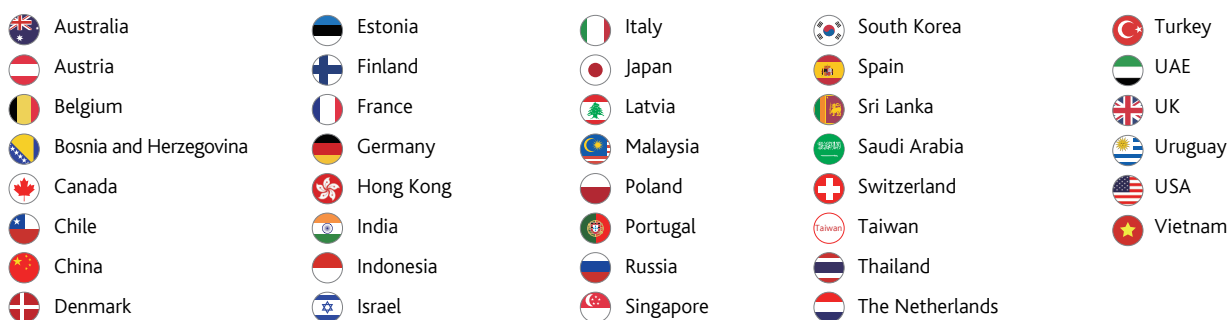 Australia
Austria
Belgium
Bosnia and Herzegovina
Canada
Chile
China
Denmark
Estonia
Finland
France
Germany
Hong Kong
India
Indonesia
Israel
Italy
Japan
Latvia
Malaysia
Poland
Portugal
Russia
Singapore
South Korea
Spain
Sri Lanka
Saudi Arabia
Switzerland
Taiwan Taiwan
Thailand
The Netherlands
Turkey
UAE
UK
Uruguay
USA
Vietnam